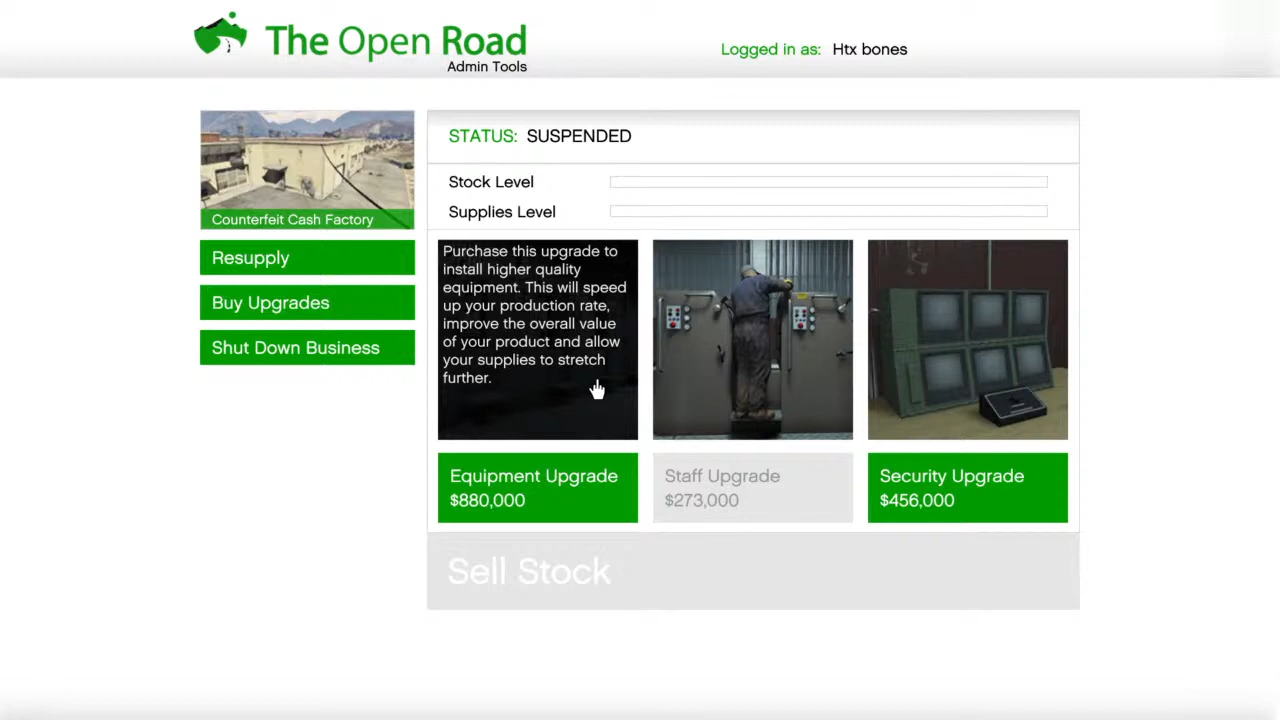 The Open Road
Admin Tools
Logged in as: Htx bones
Counterfeit Cash Factory
Resupply
Buy Upgrades
Shut Down Business
STATUS: SUSPENDED
Stock Level
Supplies Level
Purchase this upgrade to
install higher quality
equipment. This will speed
up your production rate,
improve the overall value
of your product and allow
your supplies to stretch
further.
Equipment Upgrade
$880,000
Staff Upgrade
$273,000
Security Upgrade
$456,000
Sell Stock